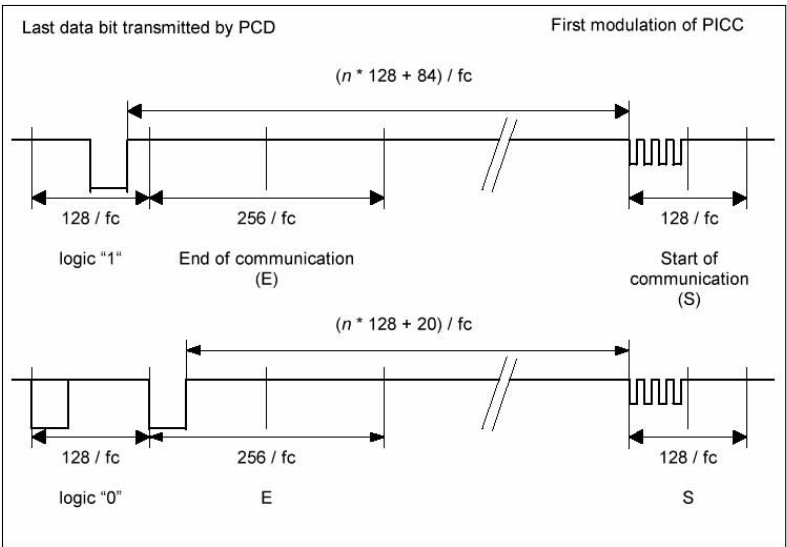 Last data bit transmitted by PCD
First modulation of PICC
(n * 128 + 84) / fc
128 / fc
256 / fc
128 / fc
logic "1“
End of communication
(E)
Start of
communication
(S)
(n * 128 + 20) / fc
128 / fc
256 / fc
128 / fc
logic “0”
E
S